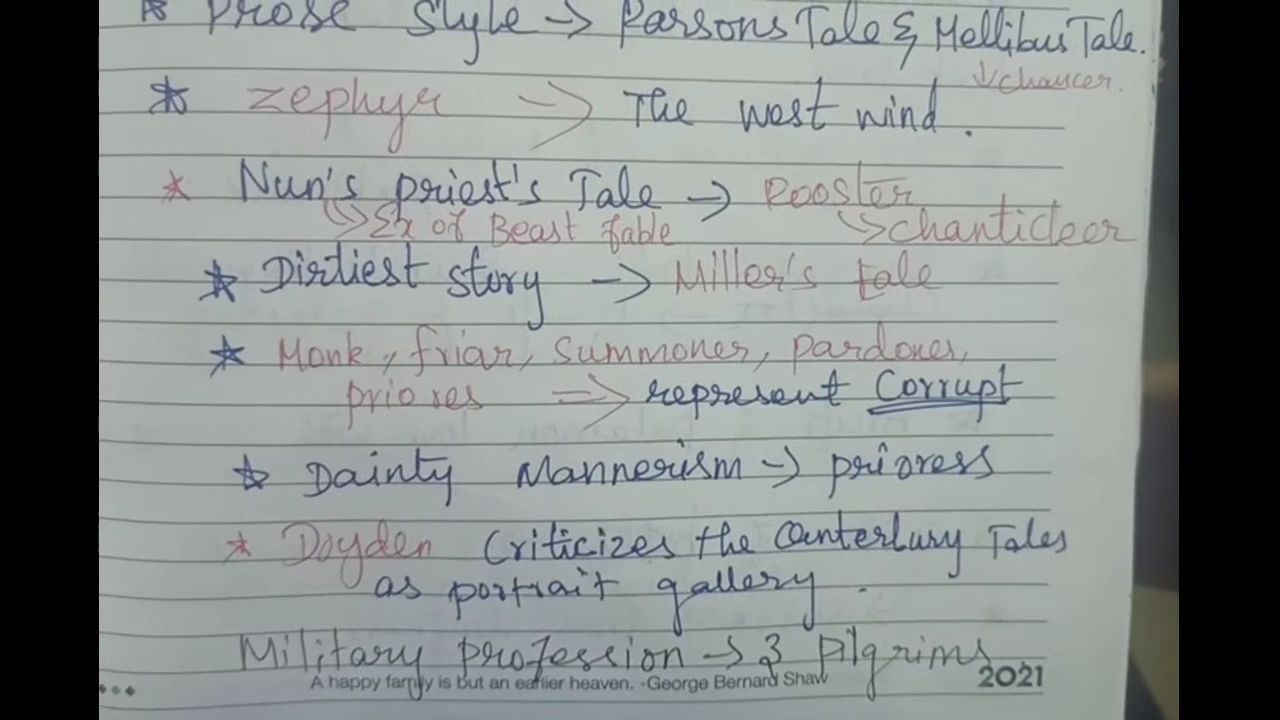 * Prose Style → Parsons Tale & Mellibus Tale.
↓ chaucer.
* zephyr → The west wind.
* Nun's priest's Tale → Rooster
↳ Ex of Beast fable ↳ chanticleer
* Dirtiest story → Miller's tale
* Monk, friar, summoner, pardoner,
priores ⇒ represent Corrupt
* Dainty Mannerism → prioress
* Dryden Criticizes the Canterbury Tales
as portrait gallery.
Military profession → 3 pilgrims
A happy family is but an earlier heaven. -George Bernard Shaw 2021